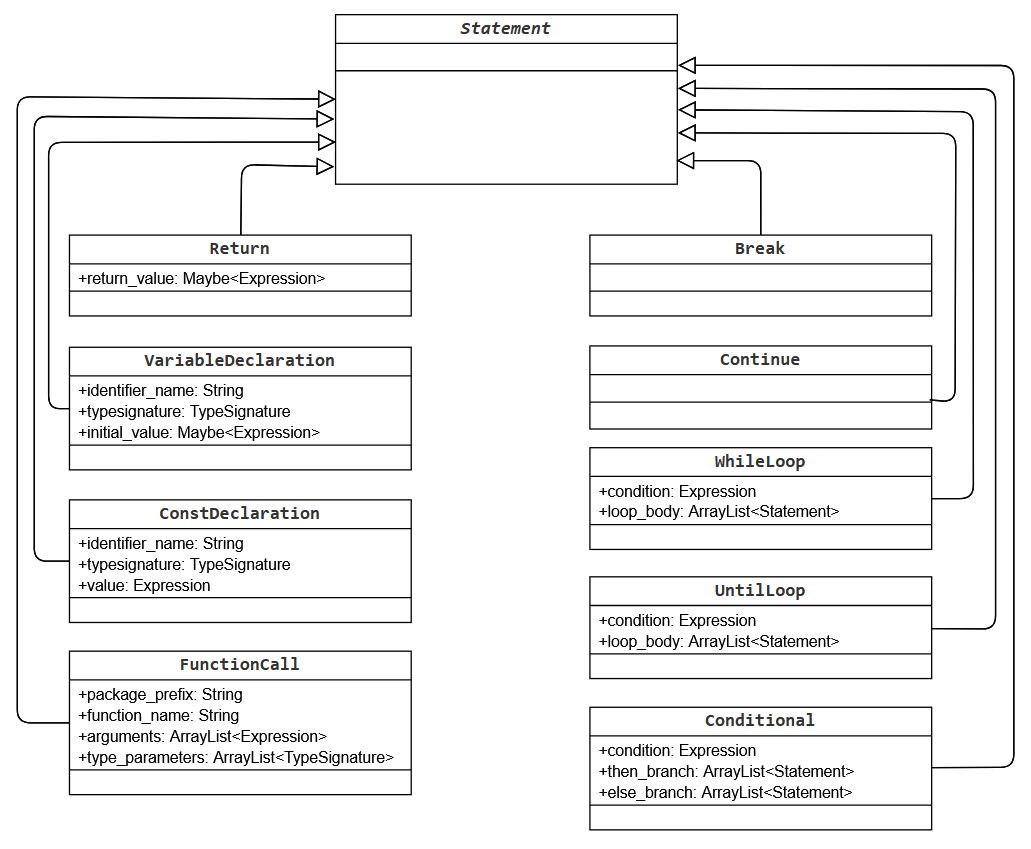 Statement
Return
+return_value: Maybe<Expression>
VariableDeclaration
+identifier_name: String
+typesignature: TypeSignature
+initial_value: Maybe<Expression>
ConstDeclaration
+identifier_name: String
+typesignature: TypeSignature
+value: Expression
FunctionCall
+package_prefix: String
+function_name: String
+arguments: ArrayList<Expression>
+type_parameters: ArrayList<TypeSignature>
Break
Continue
WhileLoop
+condition: Expression
+loop_body: ArrayList<Statement>
UntilLoop
+condition: Expression
+loop_body: ArrayList<Statement>
Conditional
+condition: Expression
+then_branch: ArrayList<Statement>
+else_branch: ArrayList<Statement>